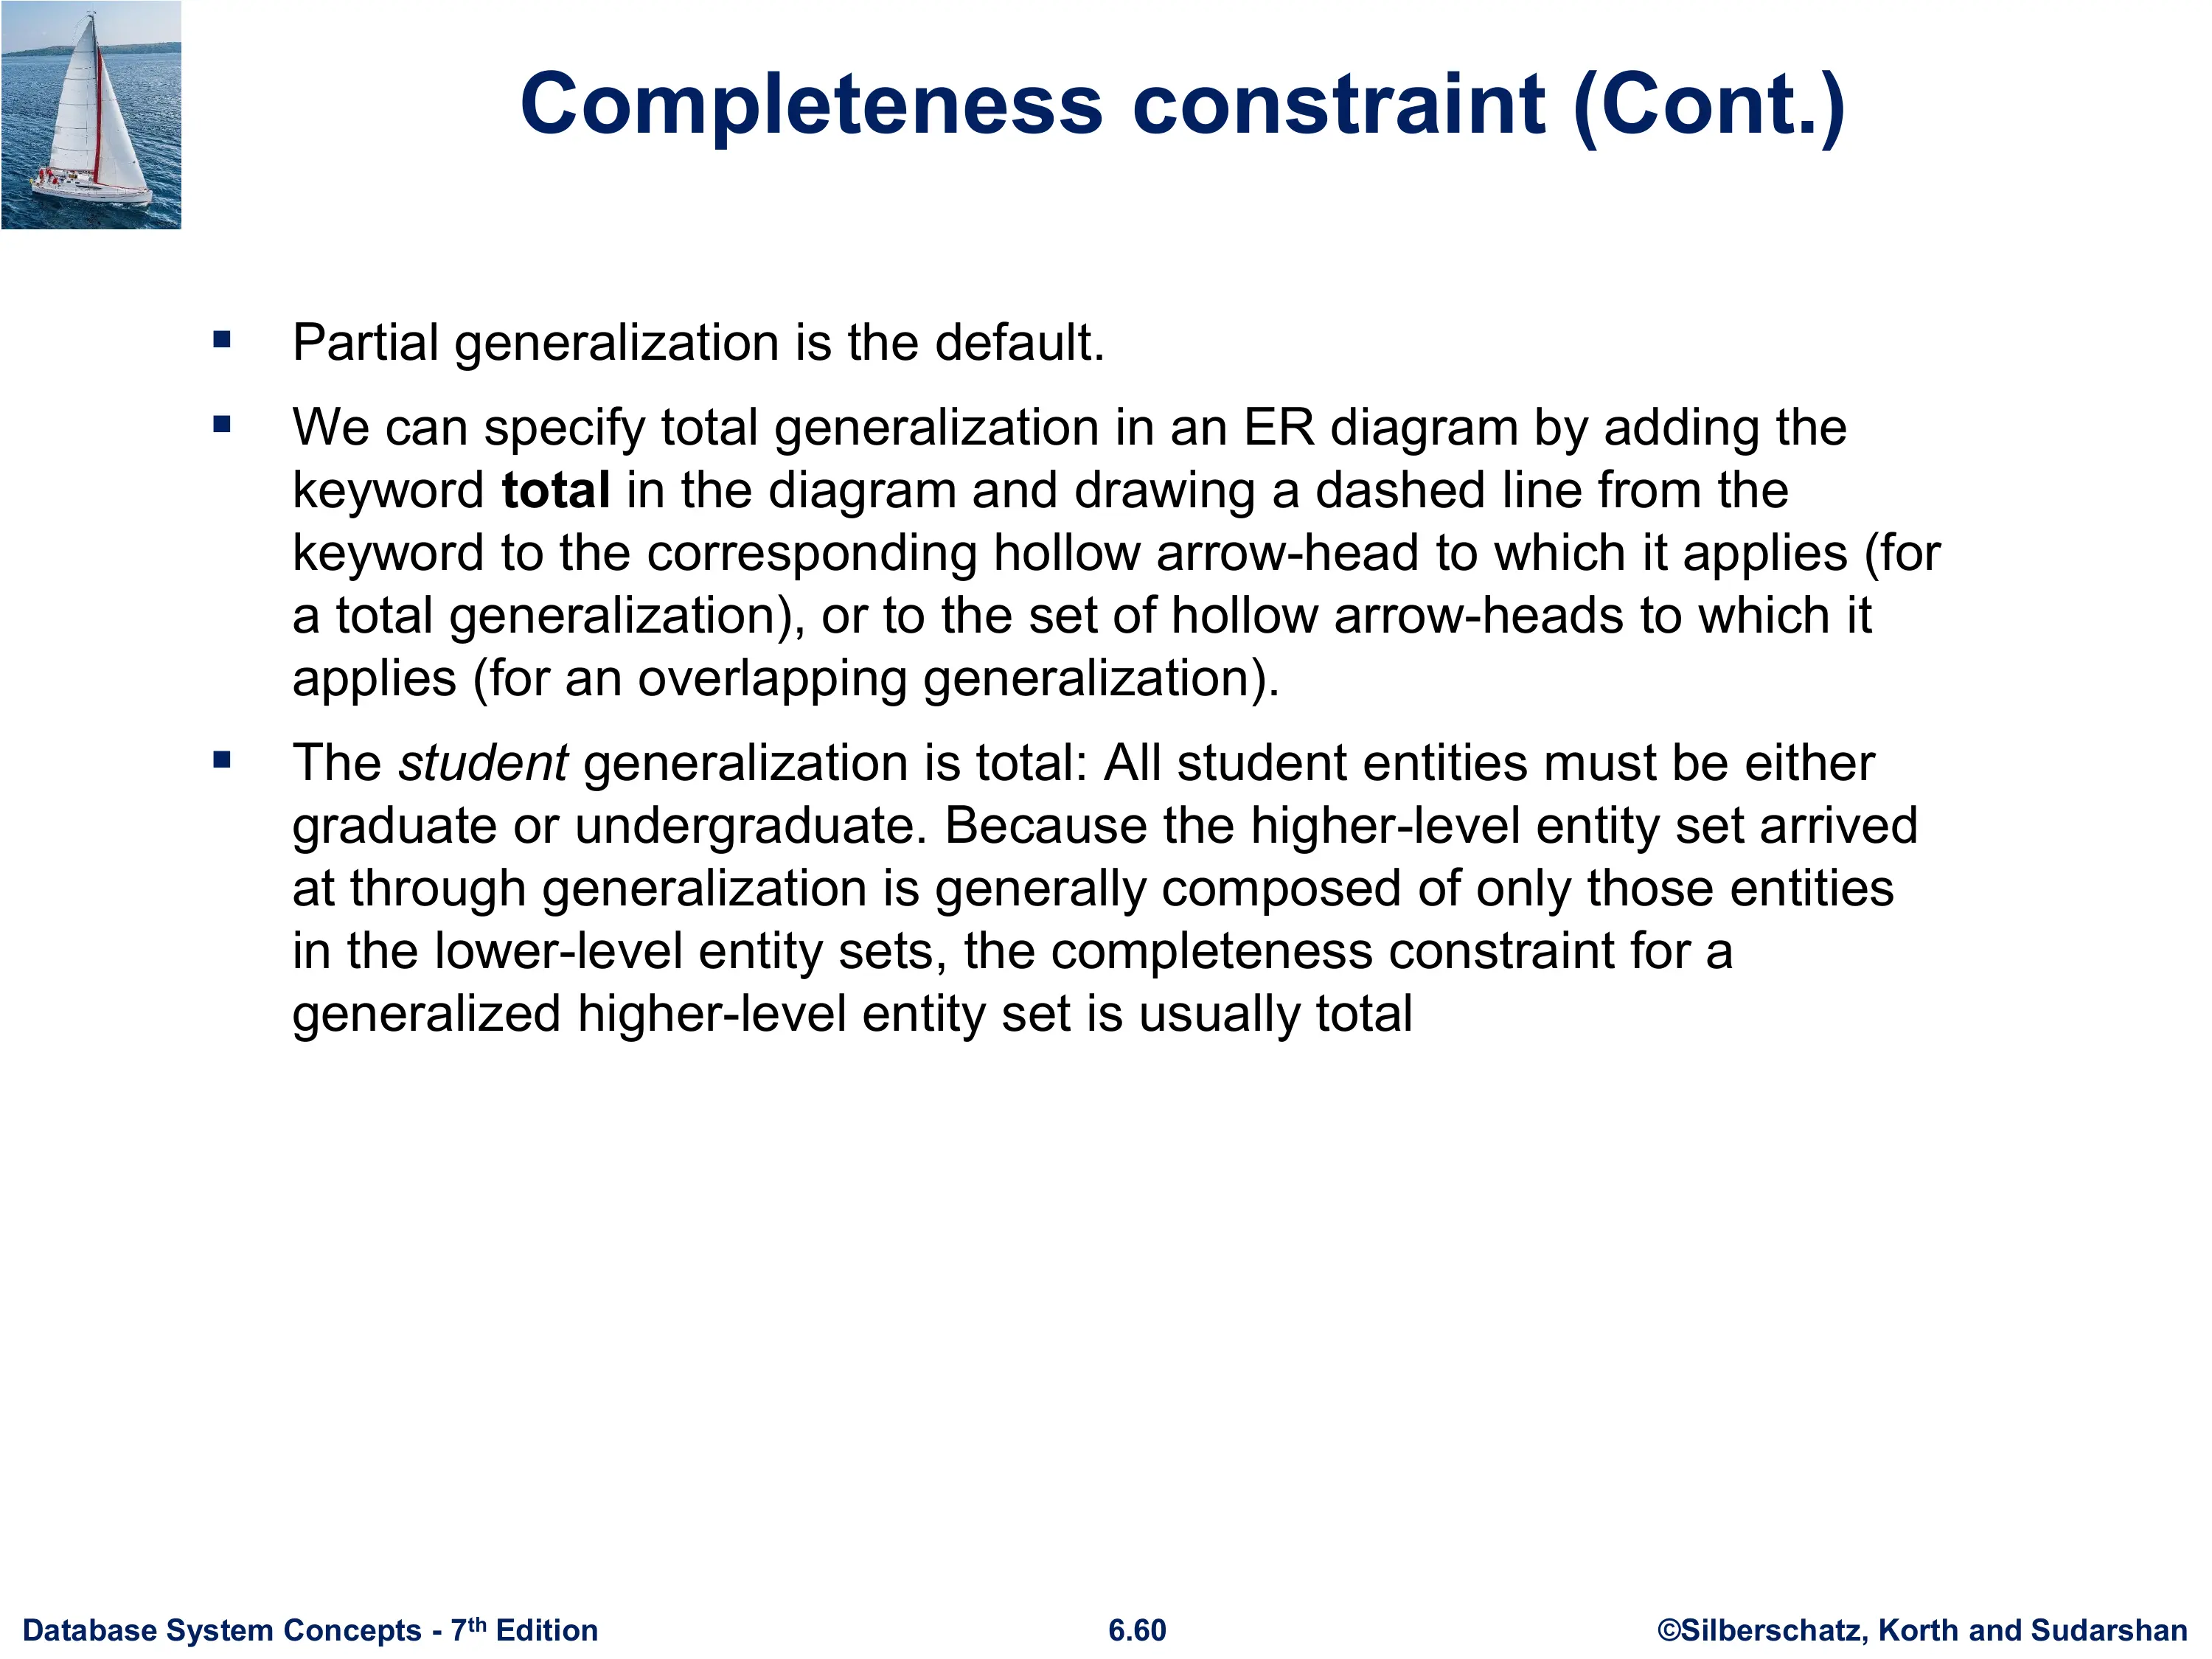 Completeness constraint (Cont.)
▪ Partial generalization is the default.
▪ We can specify total generalization in an ER diagram by adding the
keyword total in the diagram and drawing a dashed line from the
keyword to the corresponding hollow arrow-head to which it applies (for
a total generalization), or to the set of hollow arrow-heads to which it
applies (for an overlapping generalization).
▪ The student generalization is total: All student entities must be either
graduate or undergraduate. Because the higher-level entity set arrived
at through generalization is generally composed of only those entities
in the lower-level entity sets, the completeness constraint for a
generalized higher-level entity set is usually total
Database System Concepts - 7th Edition
6.60
©Silberschatz, Korth and Sudarshan